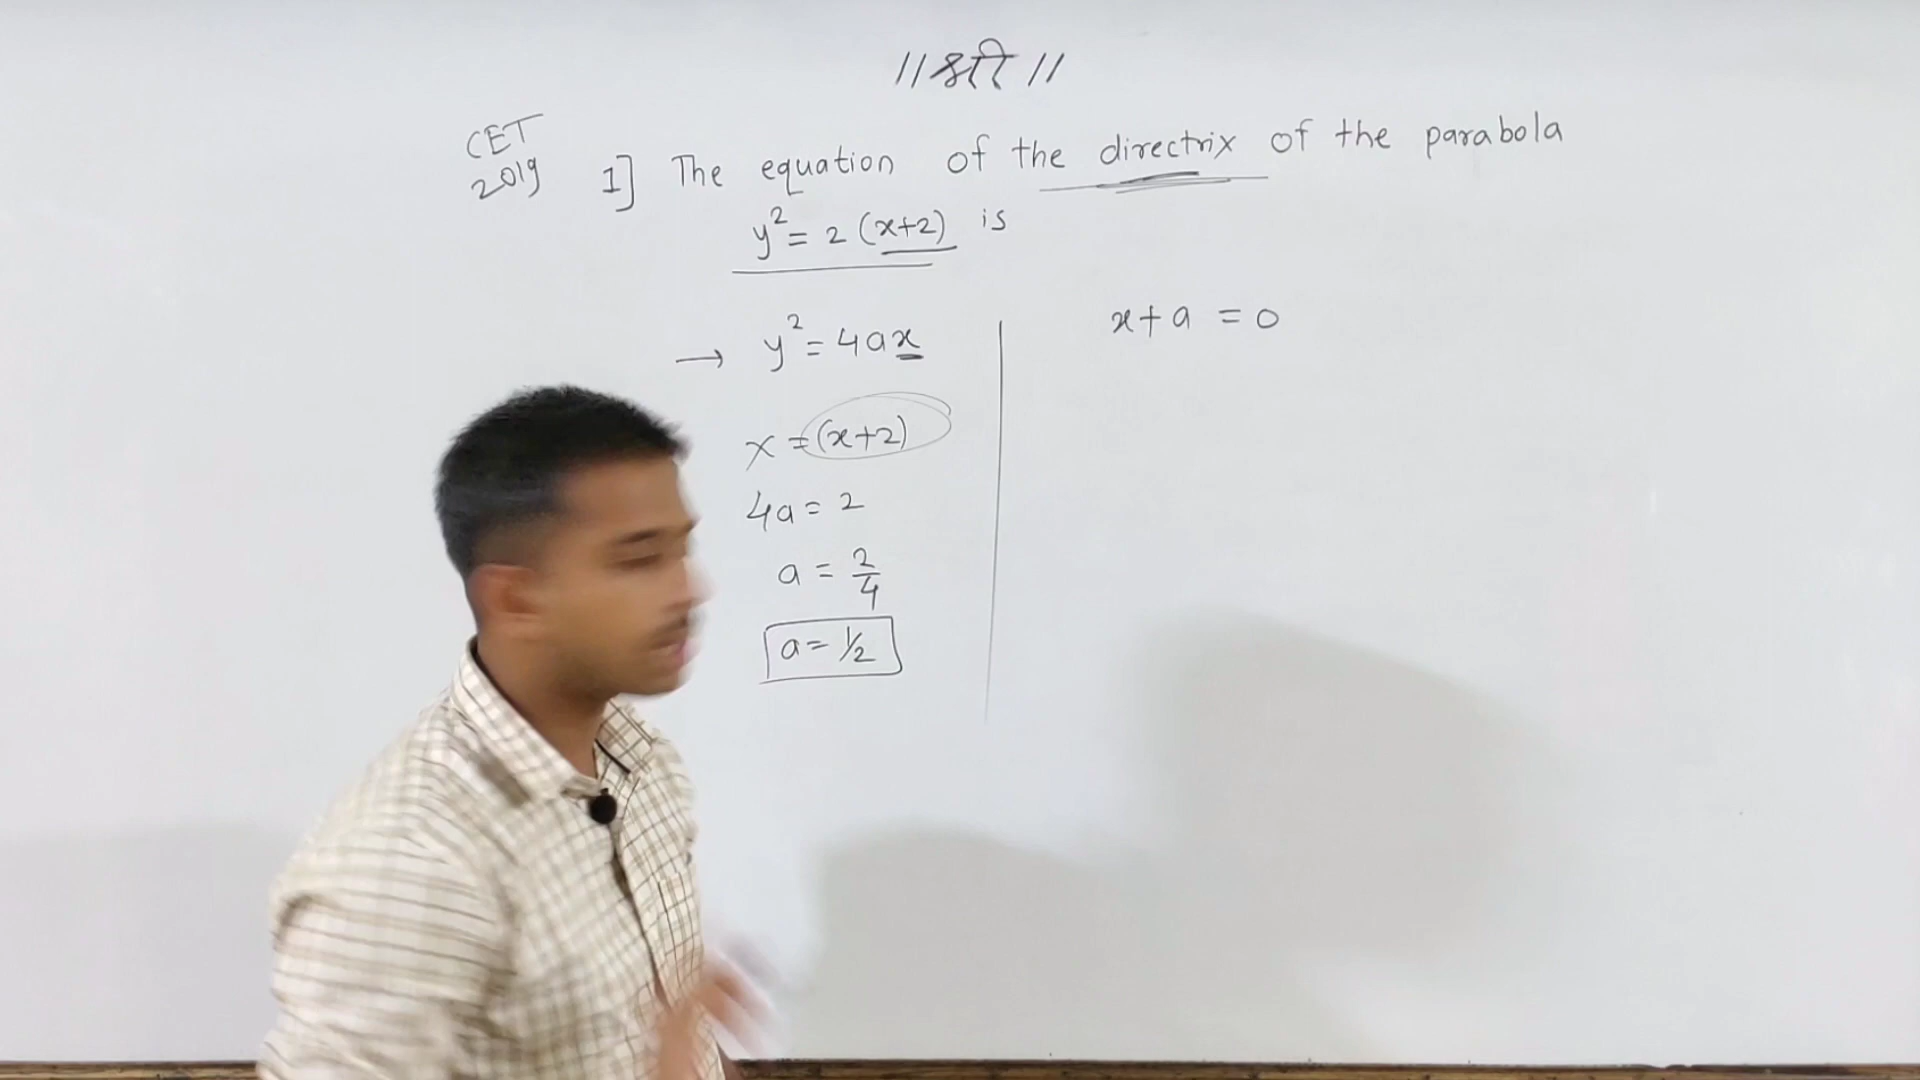 ॥ श्री ॥
CET
2019
1] The equation of the directrix of the parabola
y² = 2 (x+2) is
→ y² = 4ax
x + a = 0
X = (x+2)
4a = 2
a = 2/4
a = 1/2